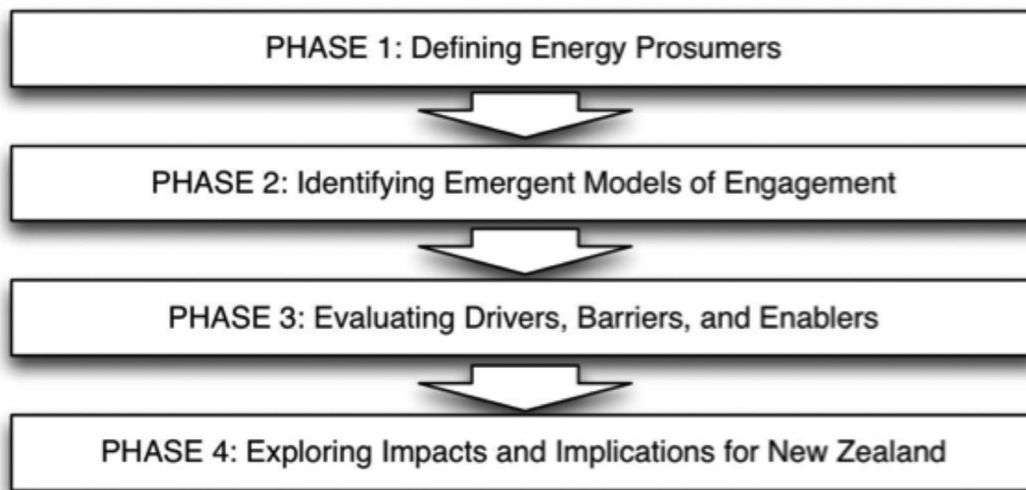 PHASE 1: Defining Energy Prosumers
PHASE 2: Identifying Emergent Models of Engagement
PHASE 3: Evaluating Drivers, Barriers, and Enablers
PHASE 4: Exploring Impacts and Implications for New Zealand